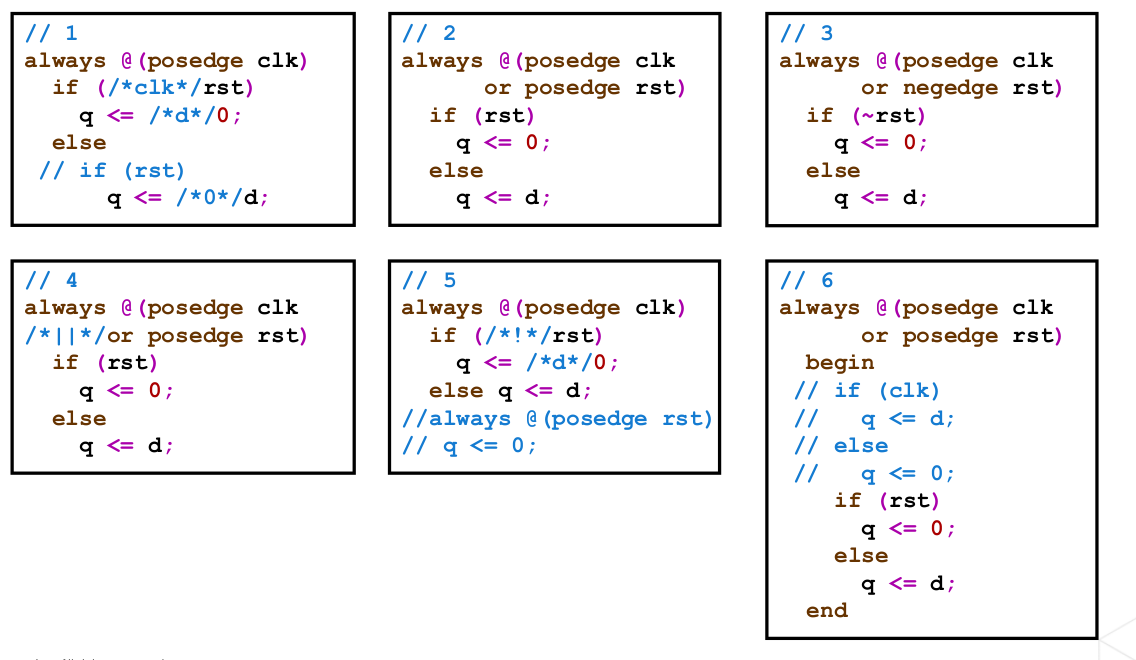 // 1
always @(posedge clk)
  if (/*clk*/rst)
    q <= /*d*/0;
  else
 // if (rst)
      q <= /*0*/d;
// 2
always @(posedge clk
      or posedge rst)
  if (rst)
    q <= 0;
  else
    q <= d;
// 3
always @(posedge clk
      or negedge rst)
  if (~rst)
    q <= 0;
  else
    q <= d;
// 4
always @(posedge clk
/*||*/or posedge rst)
  if (rst)
    q <= 0;
  else
    q <= d;
// 5
always @(posedge clk)
  if (/*!*/rst)
    q <= /*d*/0;
  else q <= d;
//always @(posedge rst)
// q <= 0;
// 6
always @(posedge clk
      or posedge rst)
  begin
 // if (clk)
 //   q <= d;
 // else
 //   q <= 0;
    if (rst)
      q <= 0;
    else
      q <= d;
  end